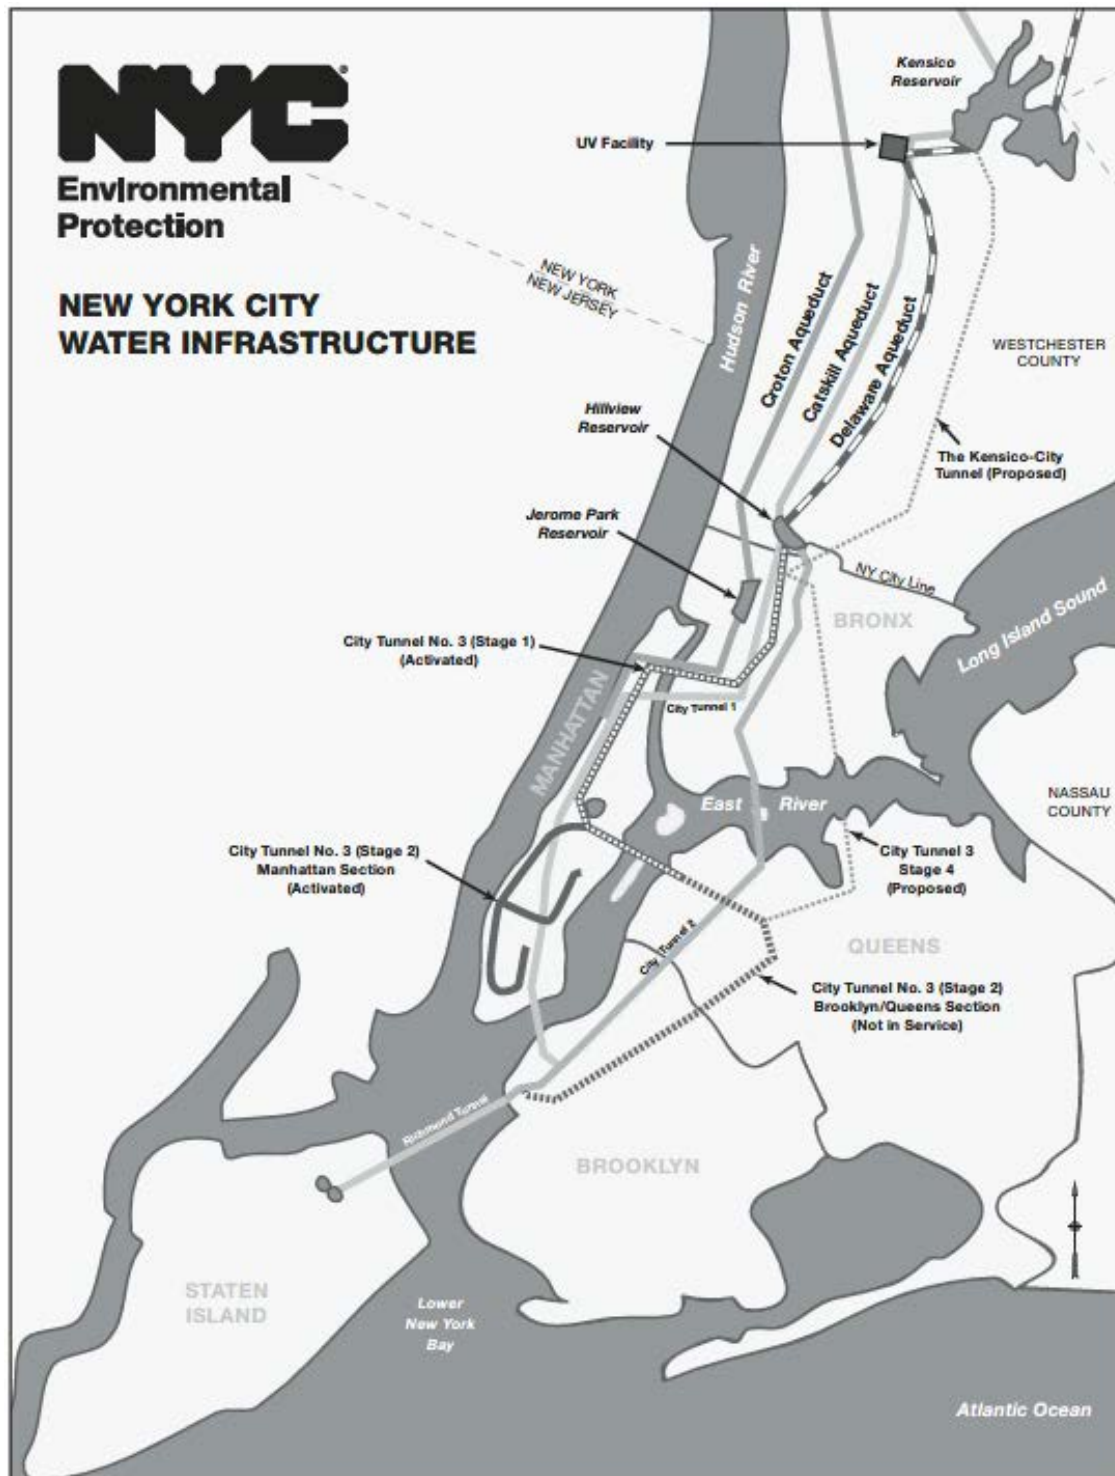 NYC
Environmental
Protection
NEW YORK CITY
WATER INFRASTRUCTURE
Kensico
Reservoir
UV Facility
NEW YORK
NEW JERSEY
Hudson River
Croton Aqueduct
Catskill Aqueduct
Delaware Aqueduct
WESTCHESTER
COUNTY
Hillview
Reservoir
The Kensico-City
Tunnel (Proposed)
Jerome Park
Reservoir
NY City Line
BRONX
Long Island Sound
City Tunnel No. 3 (Stage 1)
(Activated)
MANHATTAN
City Tunnel 1
East River
NASSAU
COUNTY
City Tunnel No. 3 (Stage 2)
Manhattan Section
(Activated)
City Tunnel 3
Stage 4
(Proposed)
City Tunnel 2
QUEENS
City Tunnel No. 3 (Stage 2)
Brooklyn/Queens Section
(Not in Service)
Richmond Tunnel
BROOKLYN
STATEN
ISLAND
Lower
New York
Bay
Atlantic Ocean